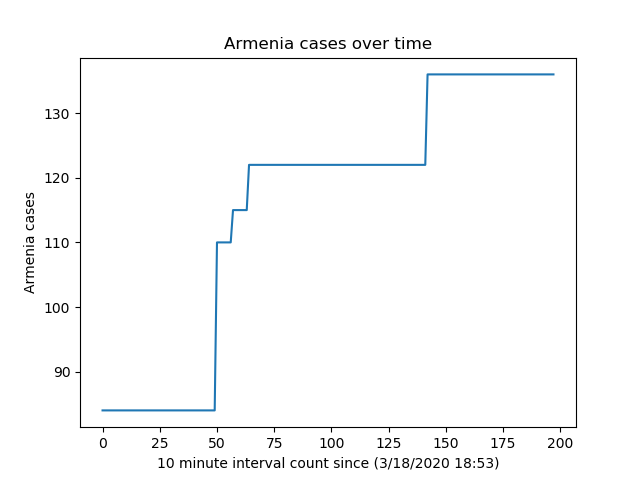 Armenia cases over time
130
120
110
100
90
Armenia cases
0 25 50 75 100 125 150 175 200
10 minute interval count since (3/18/2020 18:53)